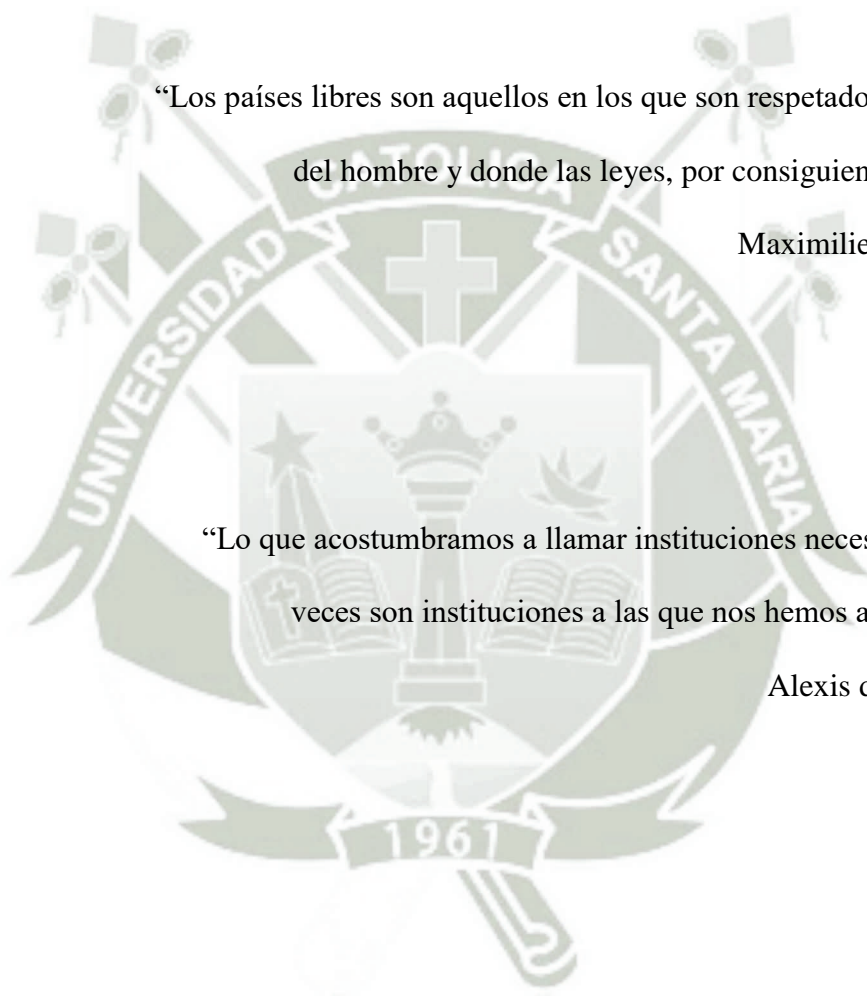 “Los países libres son aquellos en los que son respetado
del hombre y donde las leyes, por consiguien
Maximilie
“Lo que acostumbramos a llamar instituciones neces
veces son instituciones a las que nos hemos a
Alexis d
UNIVERSIDAD CATOLICA SANTA MARIA
1961